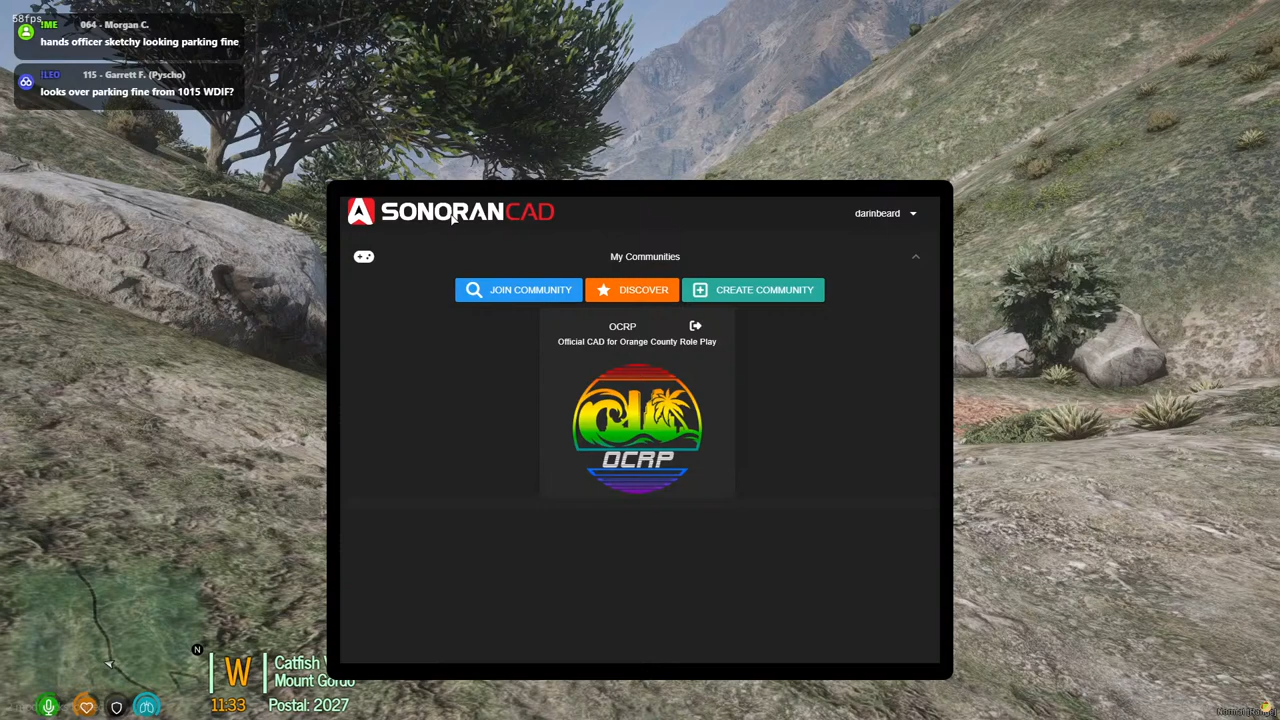 58fps
!ME 064 - Morgan C.
hands officer sketchy looking parking fine
!LEO 115 - Garrett F. (Pyscho)
looks over parking fine from 1015 WDIF?
SONORANCAD
darinbeard
My Communities
JOIN COMMUNITY
DISCOVER
CREATE COMMUNITY
OCRP
Official CAD for Orange County Role Play
OCRP
N
W
Catfish
Mount Gordo
11:33
Postal: 2027